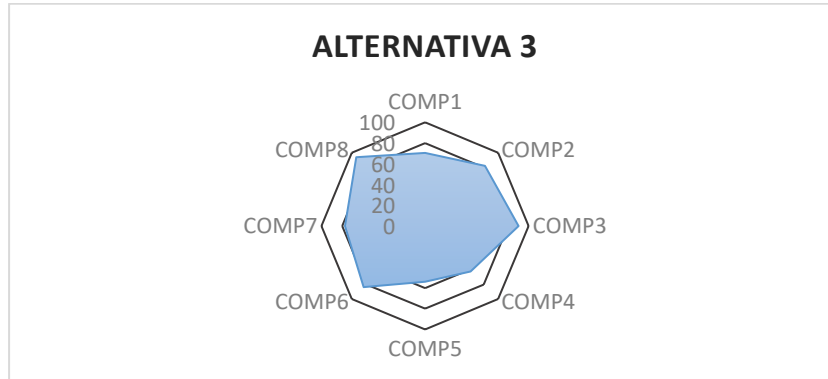 ALTERNATIVA 3
COMP1
100
80
60
40
20
0
COMP8
COMP2
COMP7
COMP3
COMP6
COMP4
COMP5